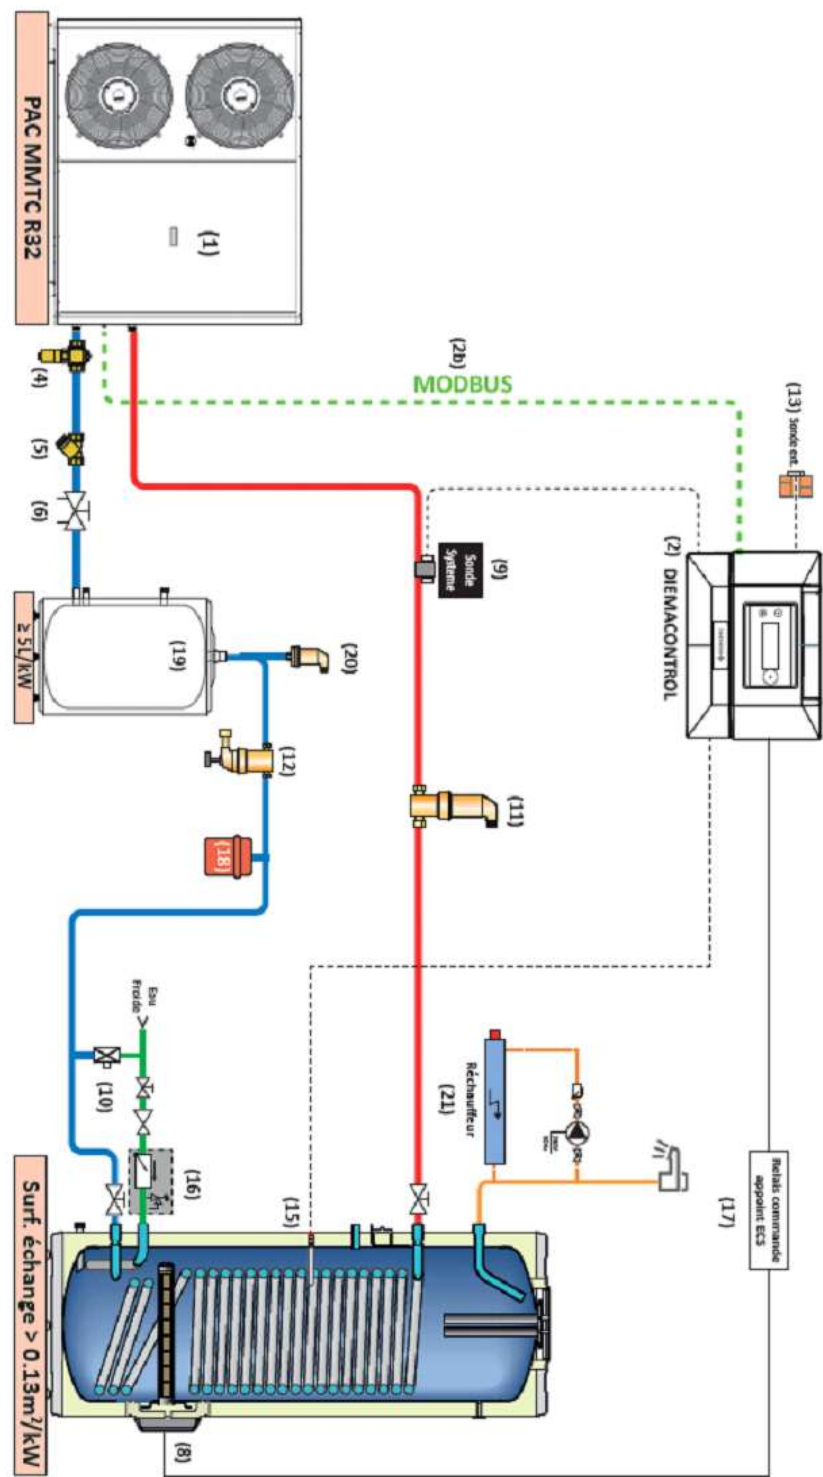 (13) Sonde ext.
Relais commande
appoint ECS
(17)
(2) DIEMACONTROL
(11)
(9)
Sonde
Systeme
(2b)
MODBUS
Réchauffeur
(21)
(20)
(15)
(1)
(19)
(12)
(18)
(16)
(8)
Eau
Froide
(10)
(4)
(5)
(6)
PAC MMTC R32
≥ 5L/kW
Surf. échange > 0.13m²/kW